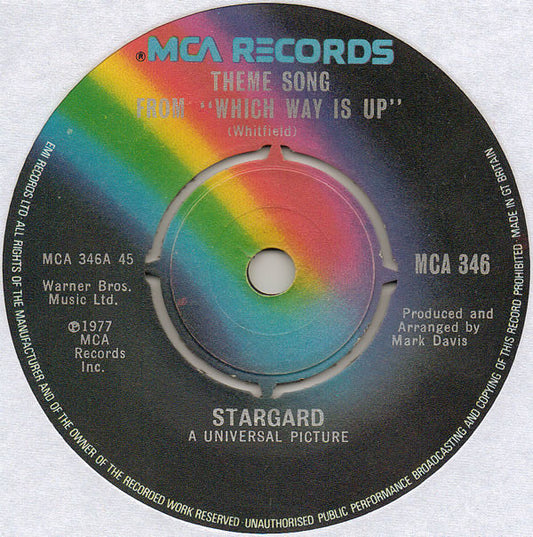 ® MCA RECORDS
THEME SONG
FROM "WHICH WAY IS UP"
(Whitfield)
MCA 346A 45
Warner Bros.
Music Ltd.
℗1977
MCA
Records
Inc.
MCA 346
Produced and
Arranged by
Mark Davis
STARGARD
A UNIVERSAL PICTURE
EMI RECORDS LTD. ALL RIGHTS OF THE MANUFACTURER AND OF THE OWNER OF THE RECORDED WORK RESERVED · UNAUTHORISED PUBLIC PERFORMANCE BROADCASTING AND COPYING OF THIS RECORD PROHIBITED MADE IN GT BRITAIN